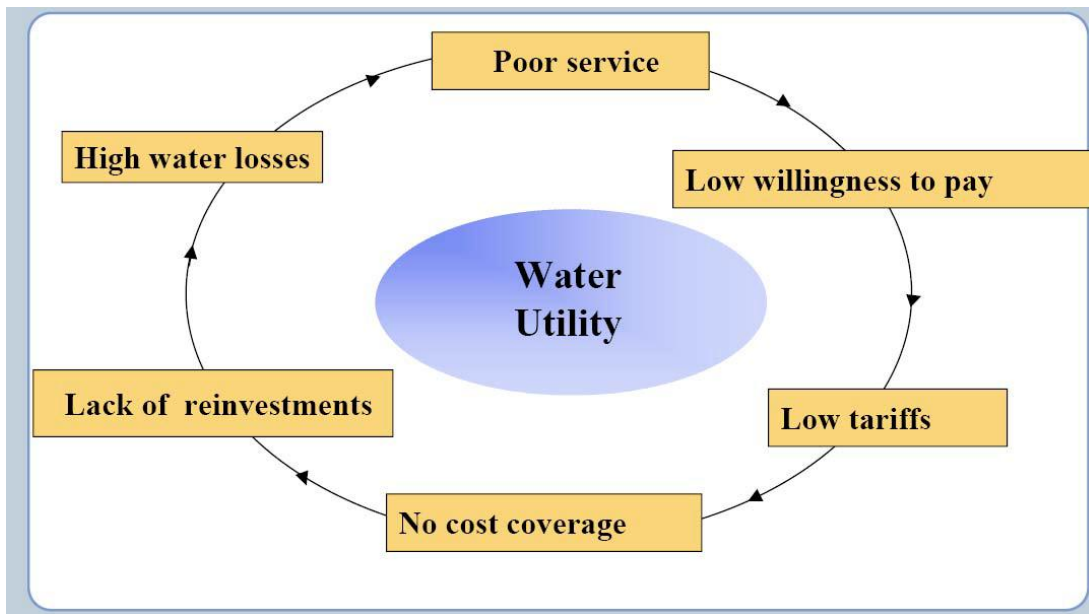 Poor service
Low willingness to pay
Low tariffs
No cost coverage
Lack of reinvestments
High water losses
Water
Utility